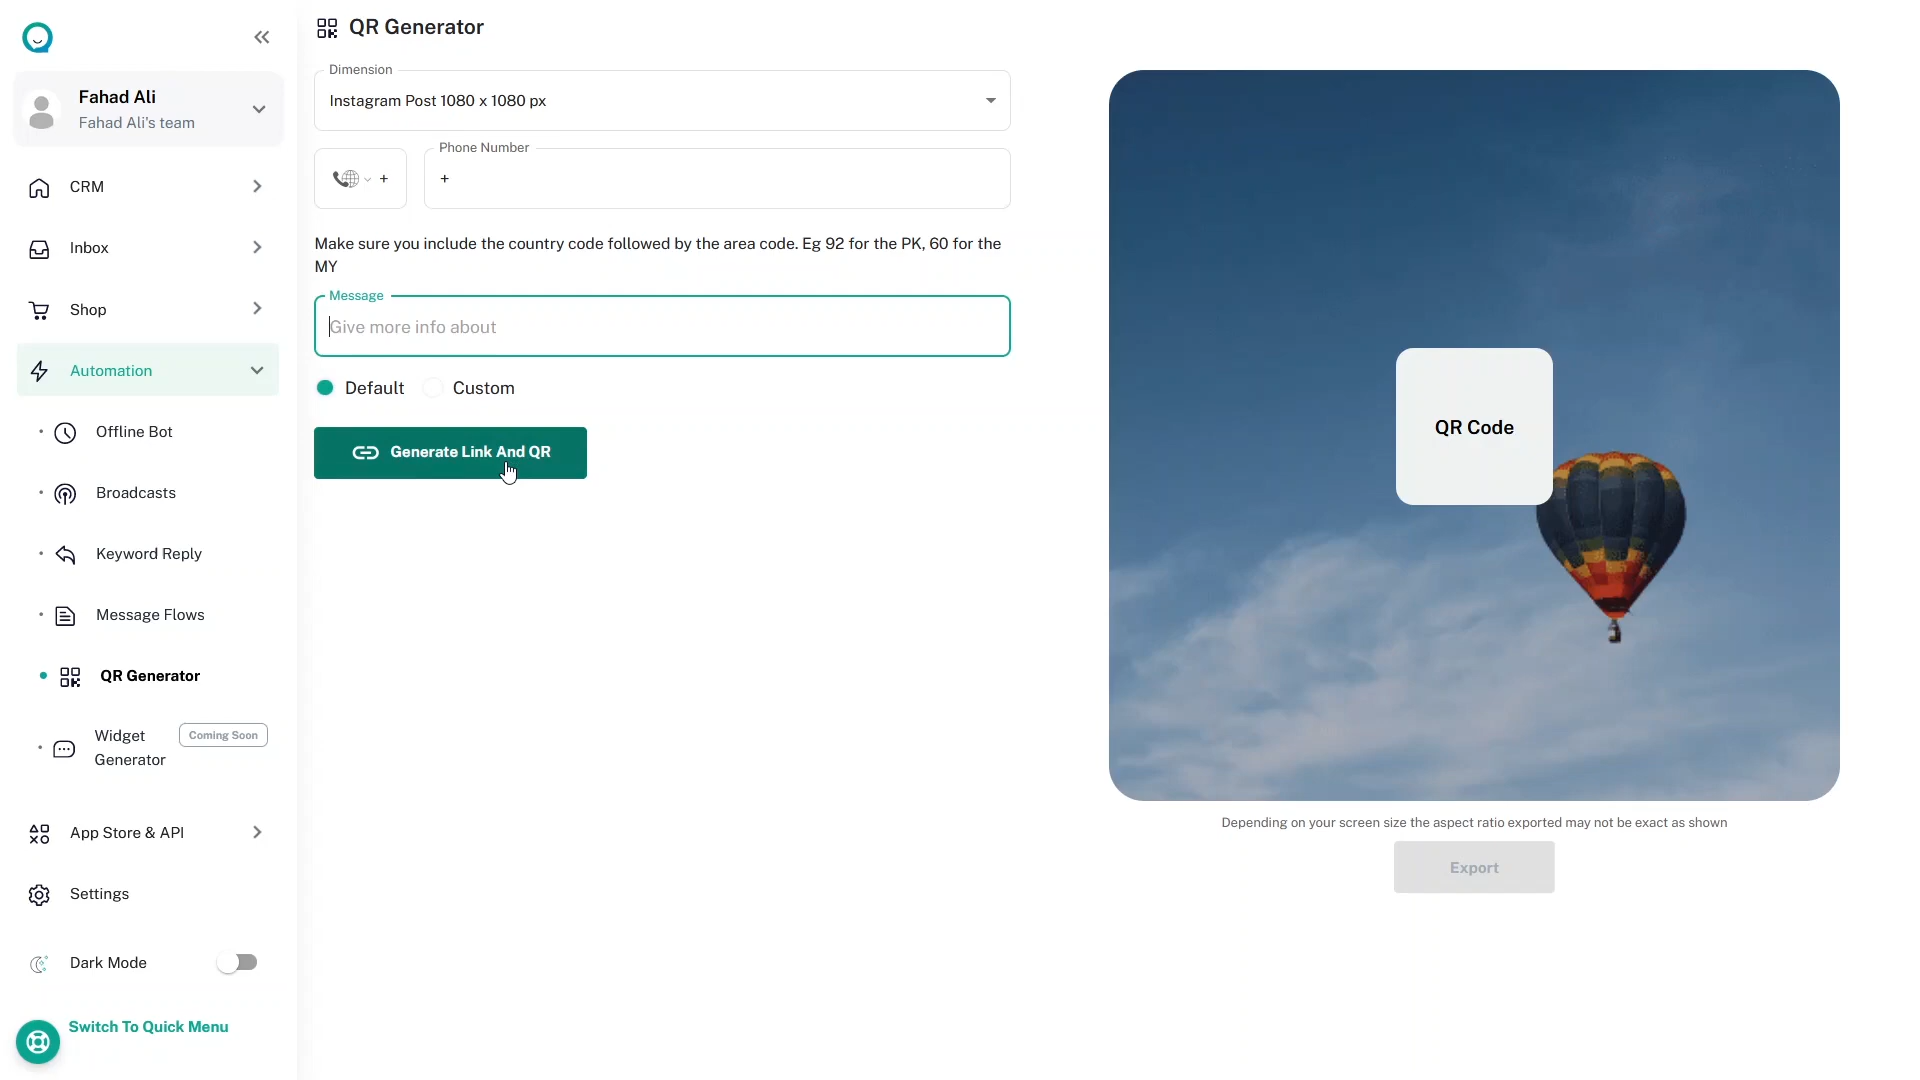 QR Generator
Fahad Ali
Fahad Ali's team
CRM
Inbox
Shop
Automation
Offline Bot
Broadcasts
Keyword Reply
Message Flows
QR Generator
Widget
Generator
Coming Soon
App Store & API
Settings
Dark Mode
Switch To Quick Menu
Dimension
Instagram Post 1080 x 1080 px
+
Phone Number
+
Make sure you include the country code followed by the area code. Eg 92 for the PK, 60 for the
MY
Message
Give more info about
Default
Custom
Generate Link And QR
QR Code
Depending on your screen size the aspect ratio exported may not be exact as shown
Export